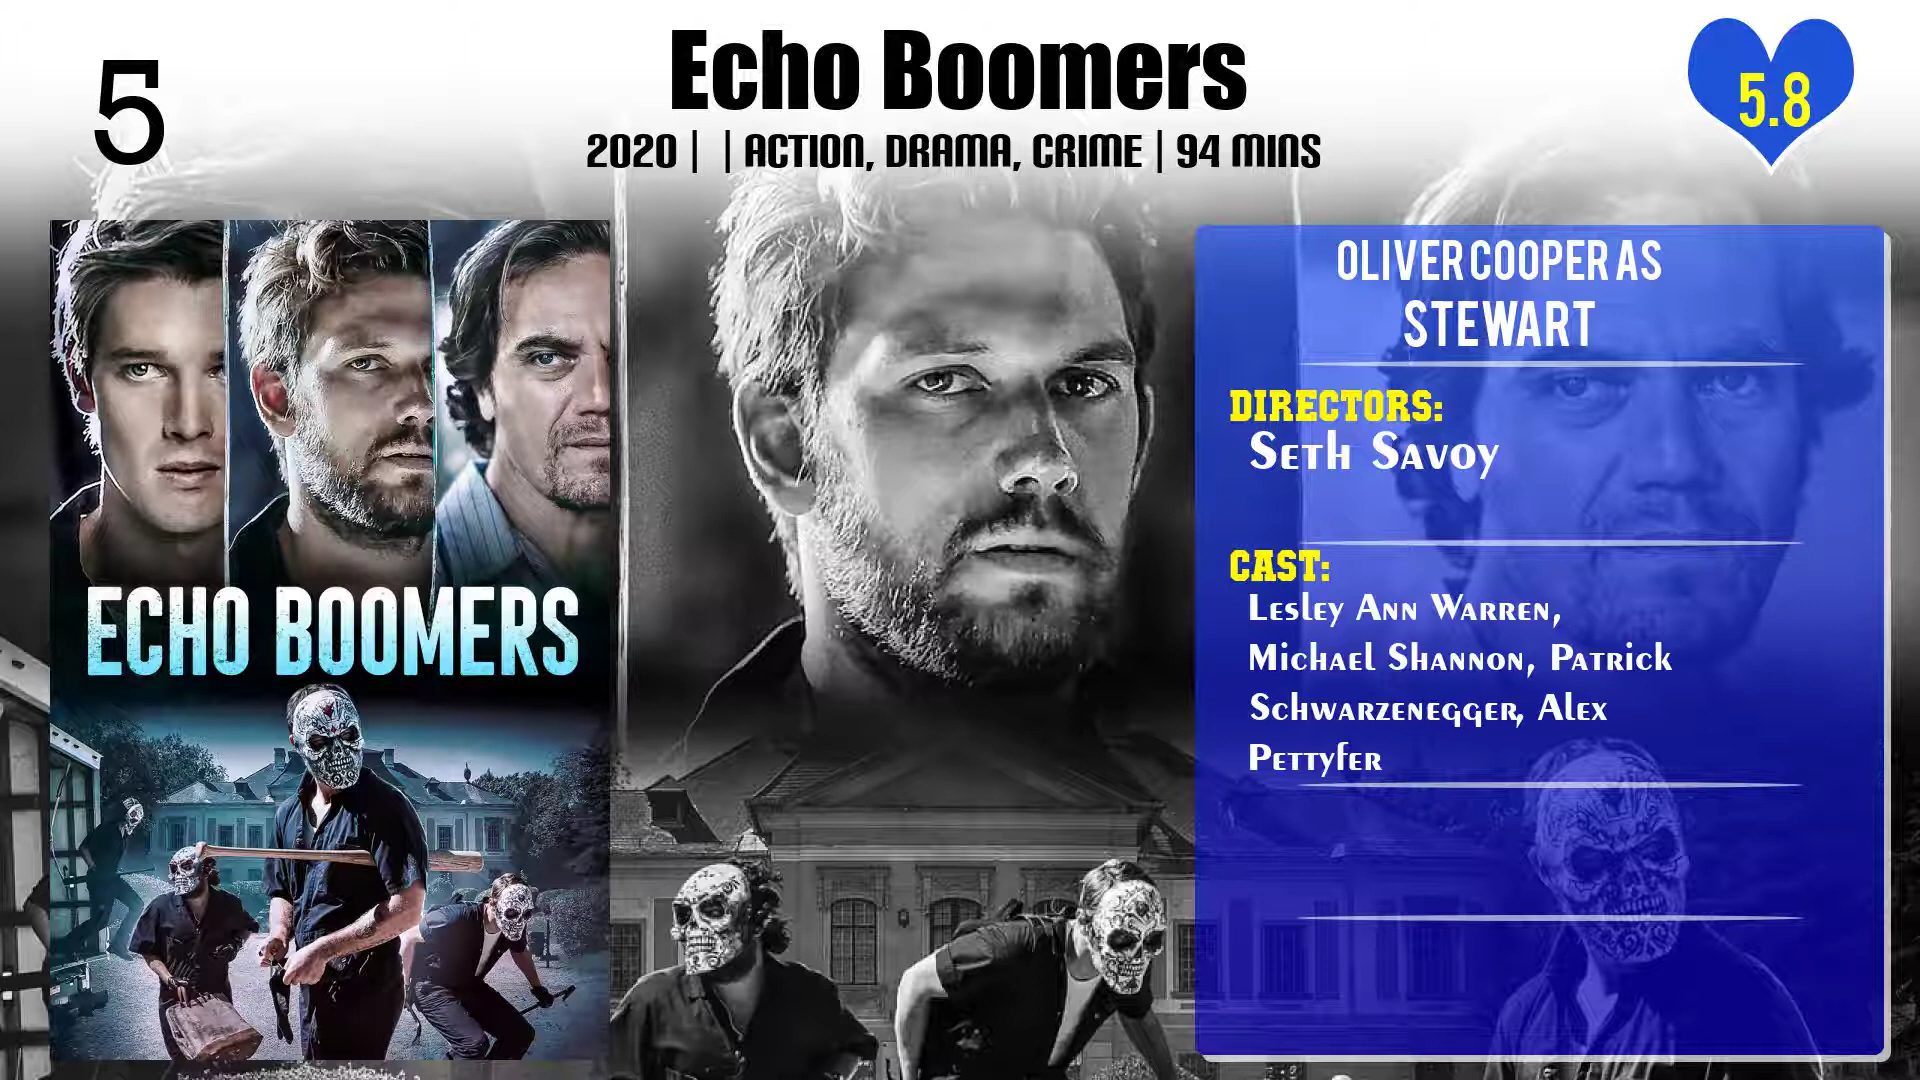 5
Echo Boomers
2020 | | ACTION, DRAMA, CRIME | 94 MINS
5.8
ECHO BOOMERS
OLIVER COOPER AS
STEWART
DIRECTORS:
Seth Savoy
CAST:
Lesley Ann Warren,
Michael Shannon, Patrick
Schwarzenegger, Alex
Pettyfer